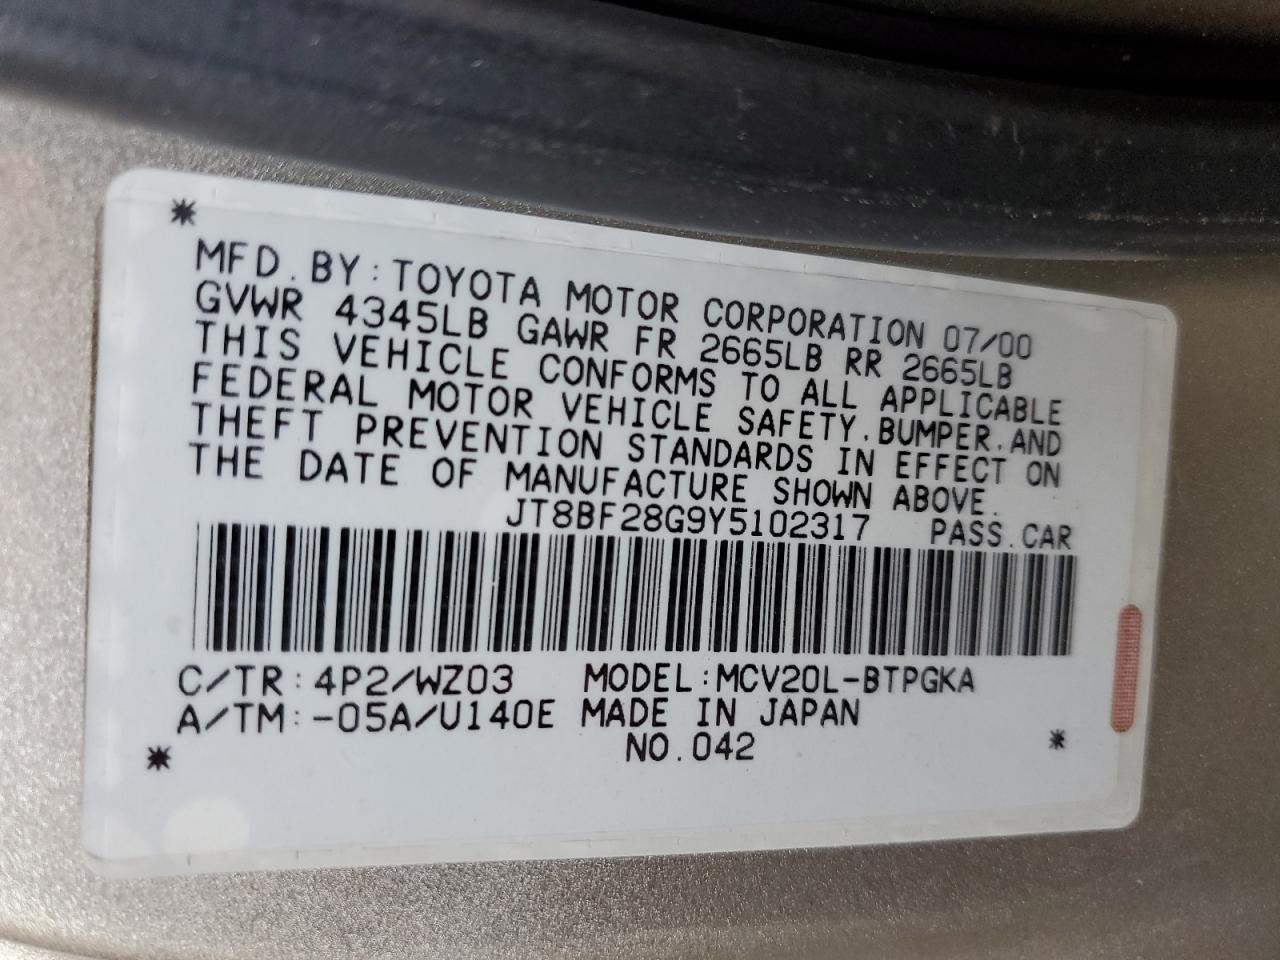 MFD.BY:TOYOTA MOTOR CORPORATION 07/00
GVWR 4345LB GAWR FR 2665LB RR 2665LB
THIS VEHICLE CONFORMS TO ALL APPLICABLE
FEDERAL MOTOR VEHICLE SAFETY,BUMPER,AND
THEFT PREVENTION STANDARDS IN EFFECT ON
THE DATE OF MANUFACTURE SHOWN ABOVE.
JT8BF28G9Y5102317 PASS.CAR
C/TR:4P2/WZ03 MODEL:MCV20L-BTPGKA
A/TM:-05A/U140E MADE IN JAPAN
NO.042